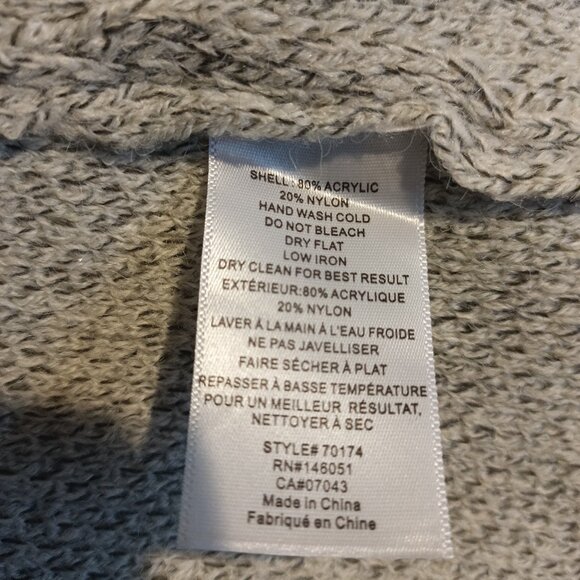 SHELL: 80% ACRYLIC
20% NYLON
HAND WASH COLD
DO NOT BLEACH
DRY FLAT
LOW IRON
DRY CLEAN FOR BEST RESULT
EXTÉRIEUR:80% ACRYLIQUE
20% NYLON
LAVER À LA MAIN À L'EAU FROIDE
NE PAS JAVELLISER
FAIRE SÉCHER À PLAT
REPASSER À BASSE TEMPÉRATURE
POUR UN MEILLEUR RÉSULTAT,
NETTOYER À SEC
STYLE# 70174
RN#146051
CA#07043
Made in China
Fabriqué en Chine